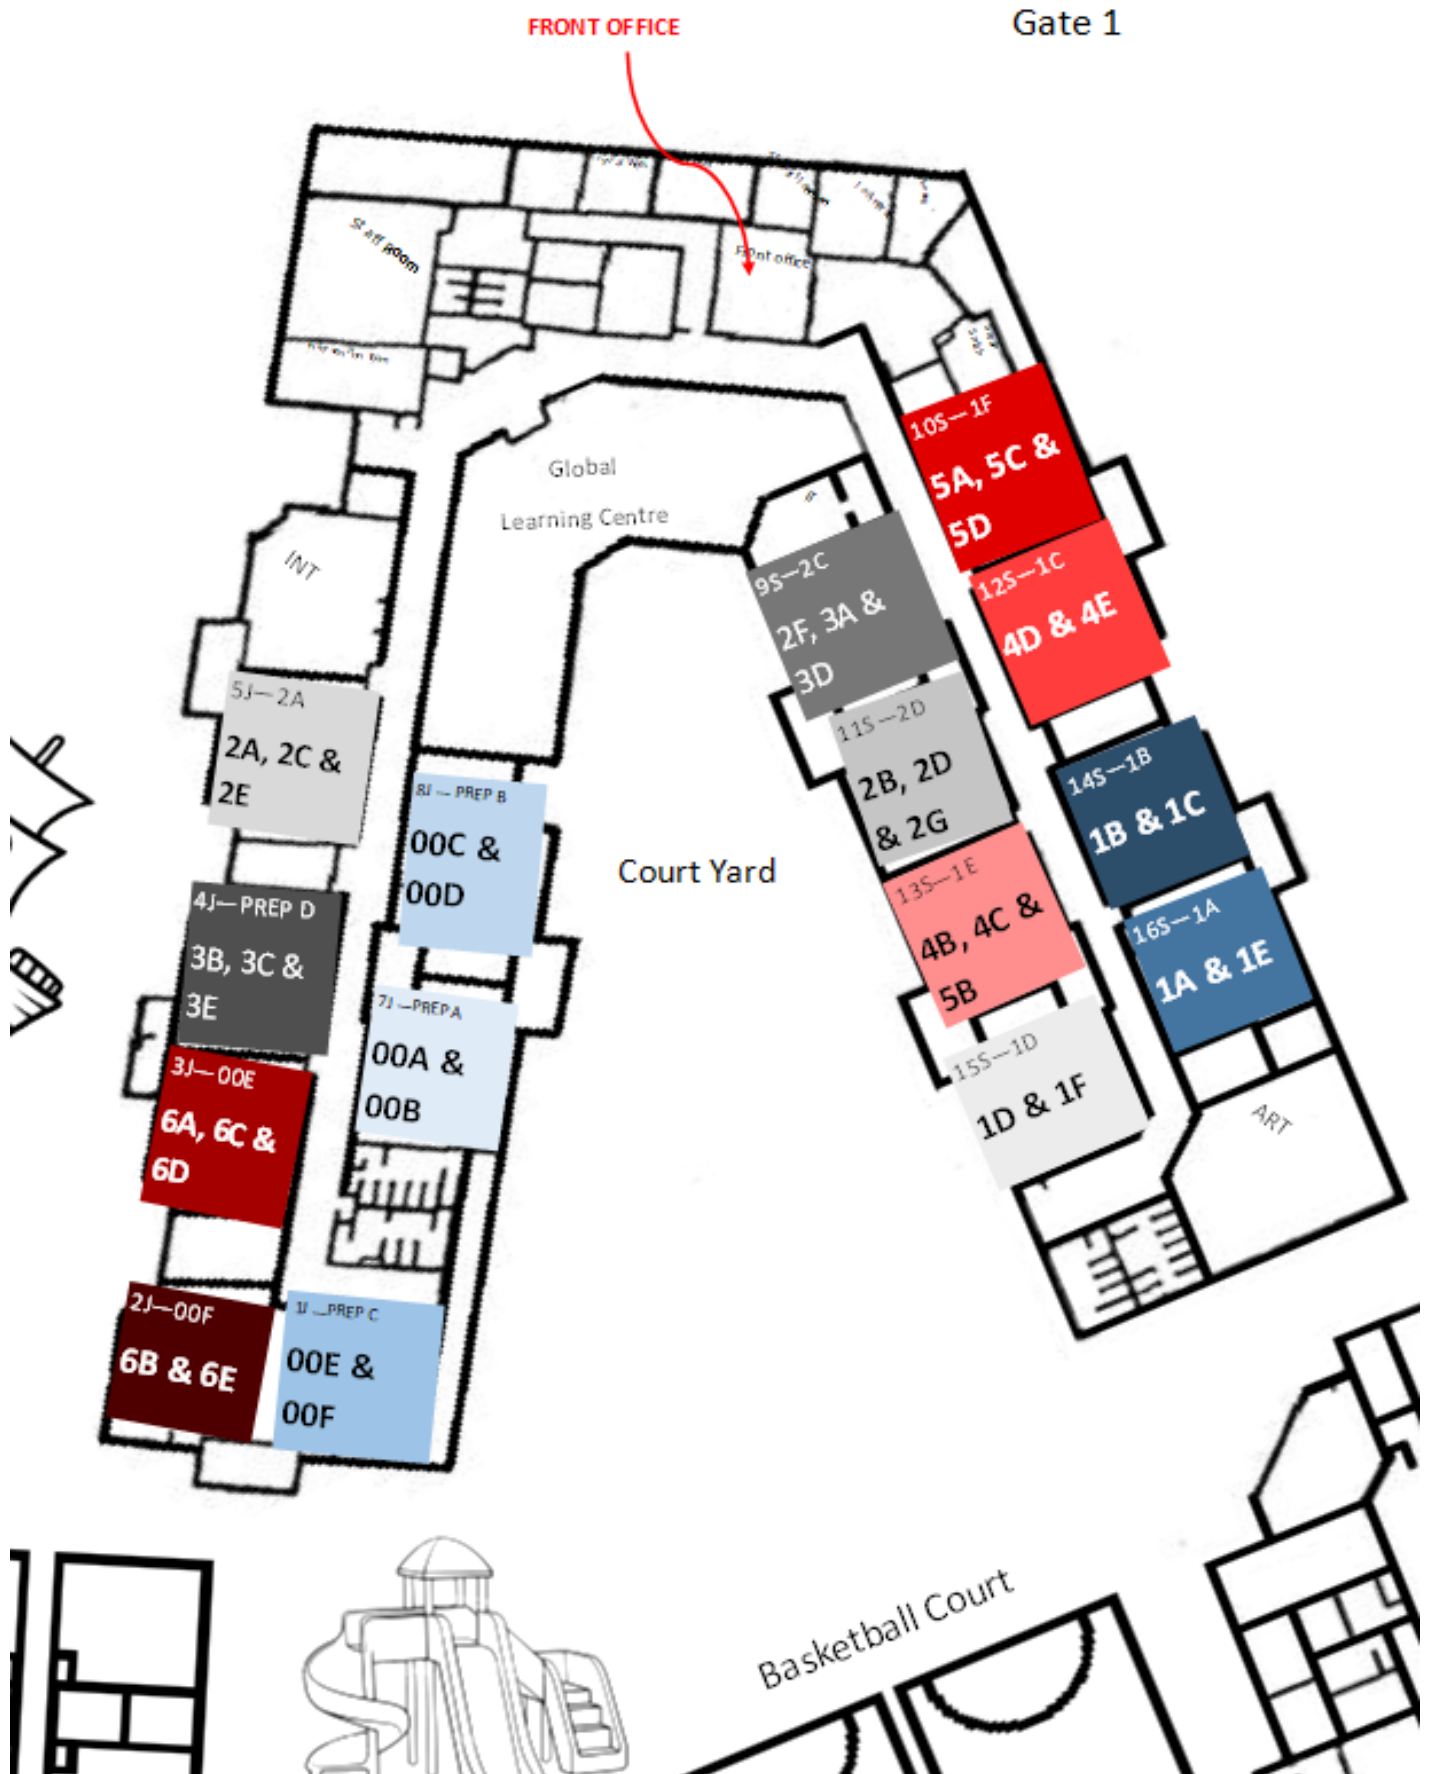 FRONT OFFICE
Gate 1
Staff room
Front office
10S—1F
5A, 5C &
5D
Global
Learning Centre
INT
9S—2C
2F, 3A &
3D
12S—1C
4D & 4E
5J—2A
2A, 2C &
2E
11S—2D
2B, 2D
& 2G
14S—1B
1B & 1C
8J — PREP B
00C &
00D
Court Yard
13S—1E
4B, 4C &
5B
4J—PREP D
3B, 3C &
3E
16S—1A
1A & 1E
7J —PREP A
00A &
00B
3J—00E
6A, 6C &
6D
15S—1D
1D & 1F
ART
2J—00F
6B & 6E
1J —PREP C
00E &
00F
Basketball Court